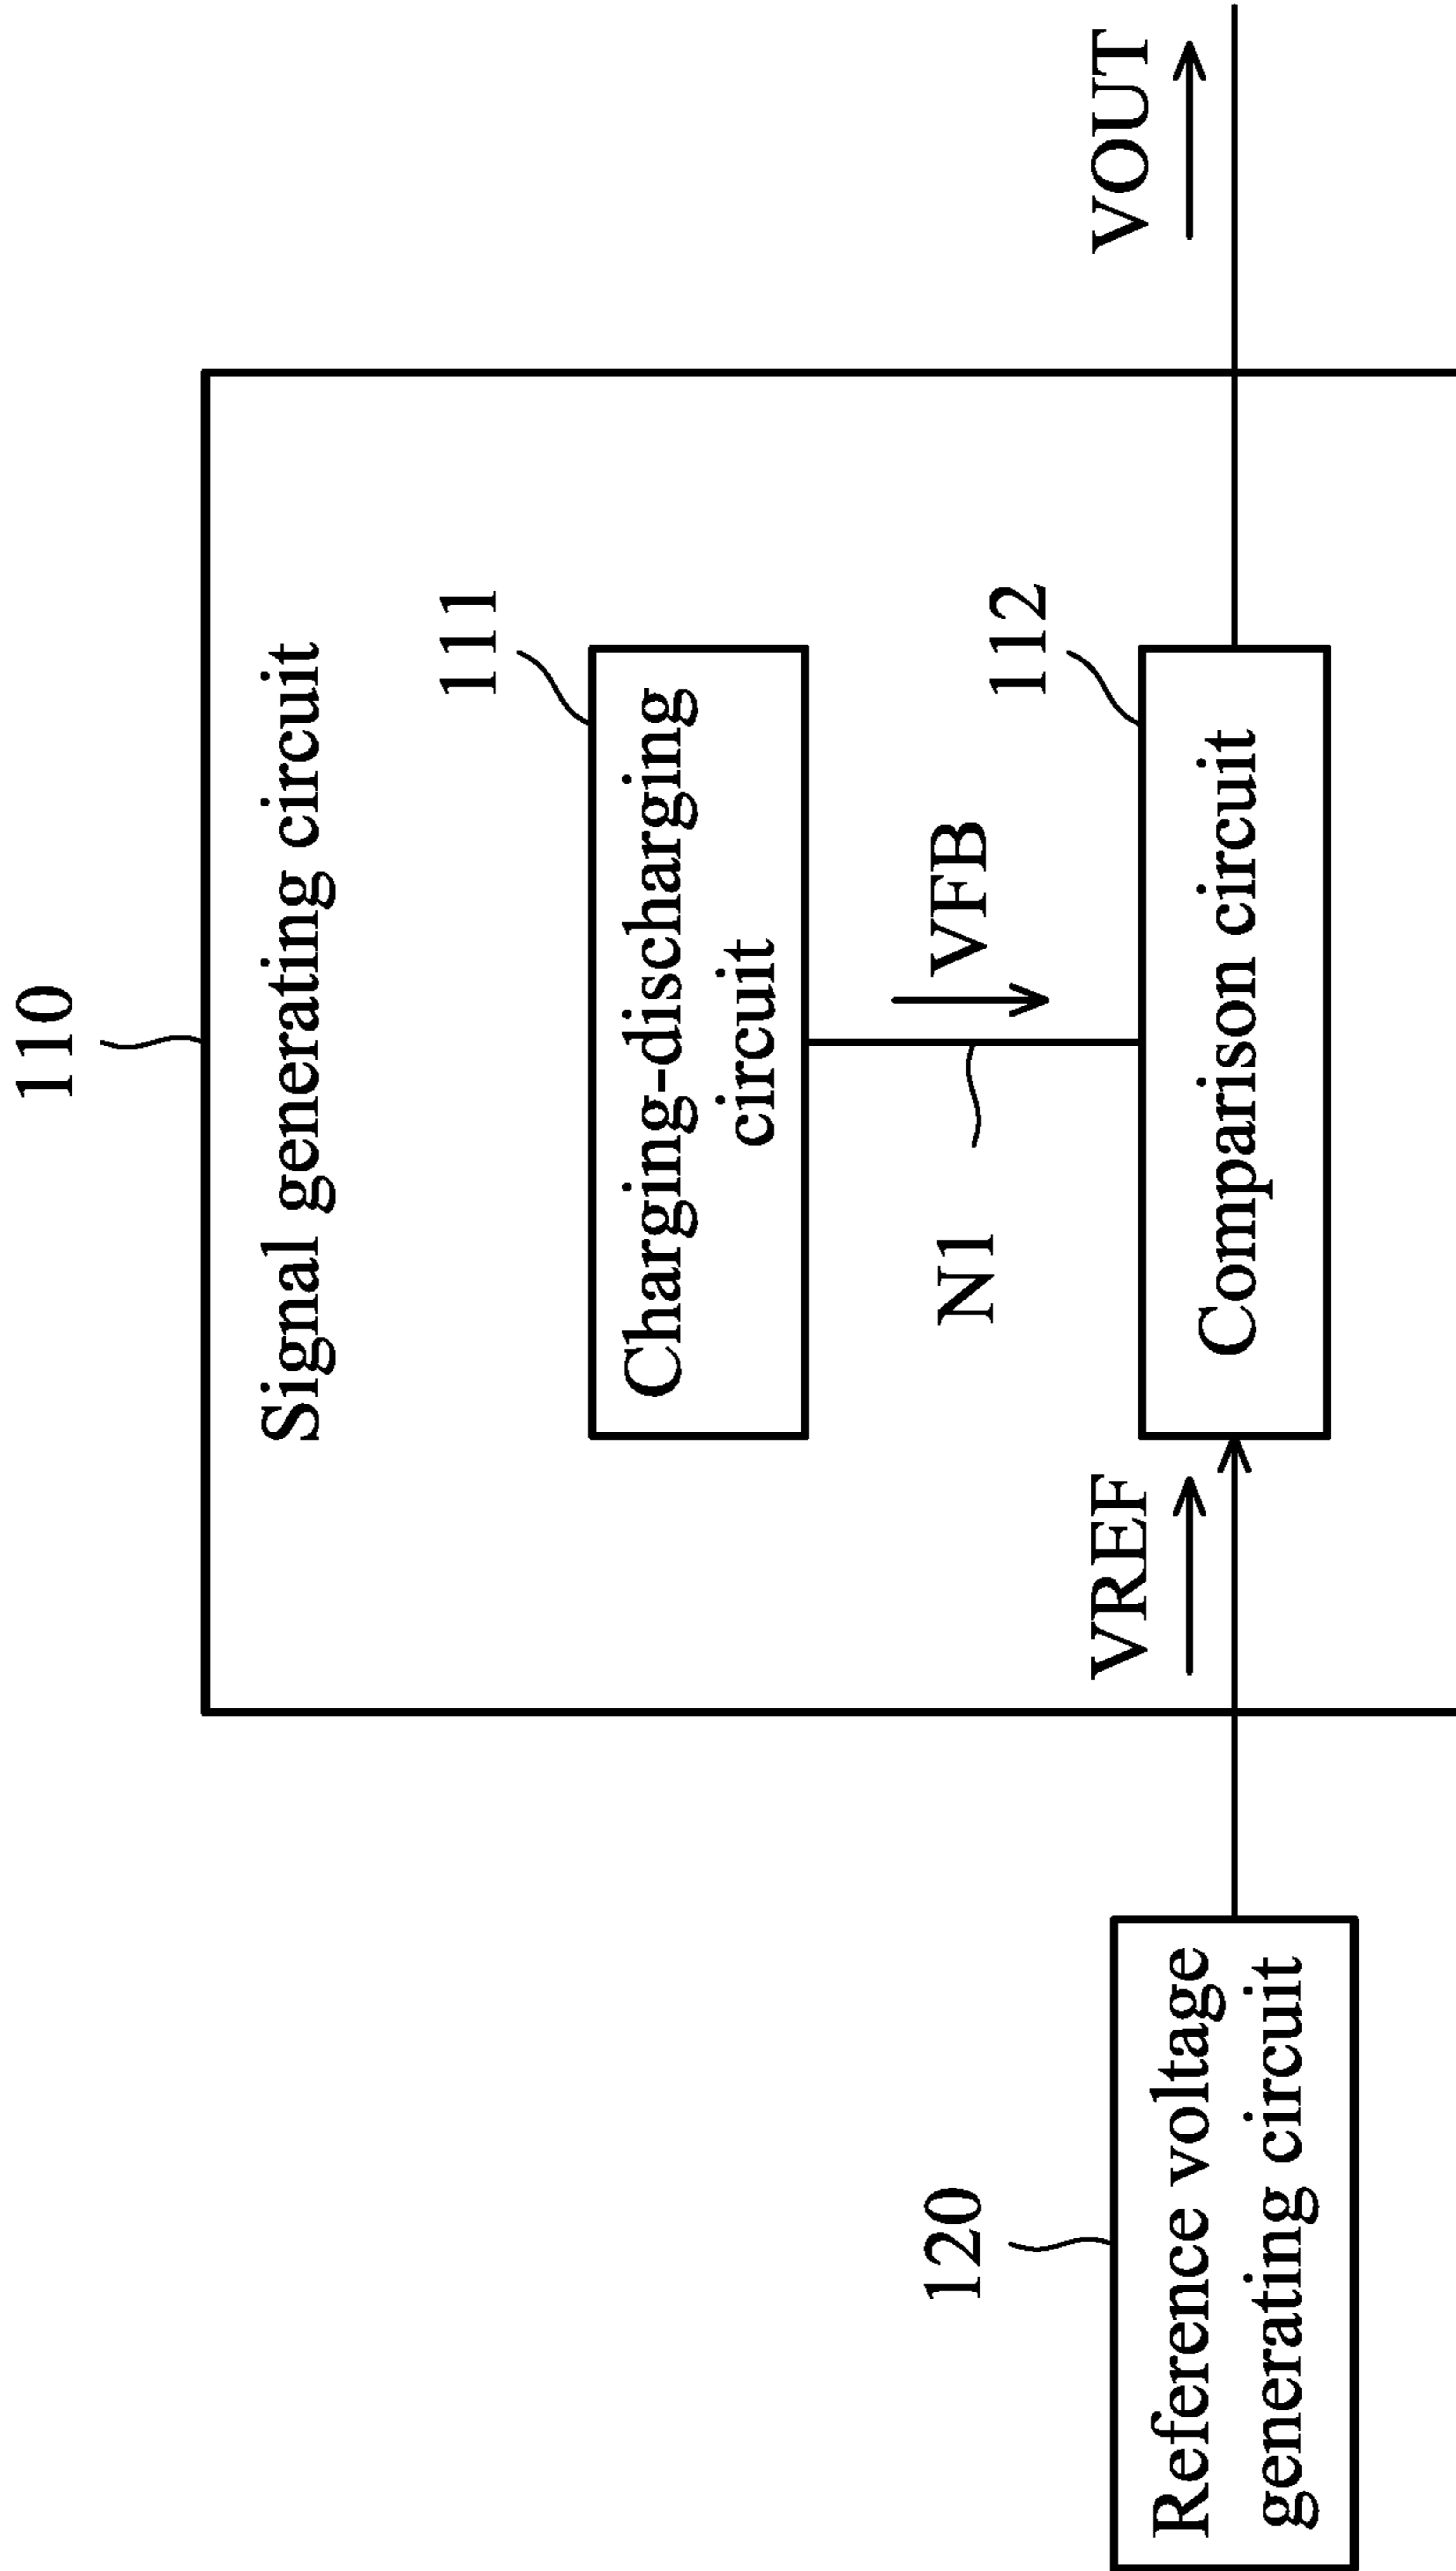 110
Signal generating circuit
111
Charging-discharging
circuit
VFB
N1
112
Comparison circuit
VREF
VOUT
120
Reference voltage
generating circuit